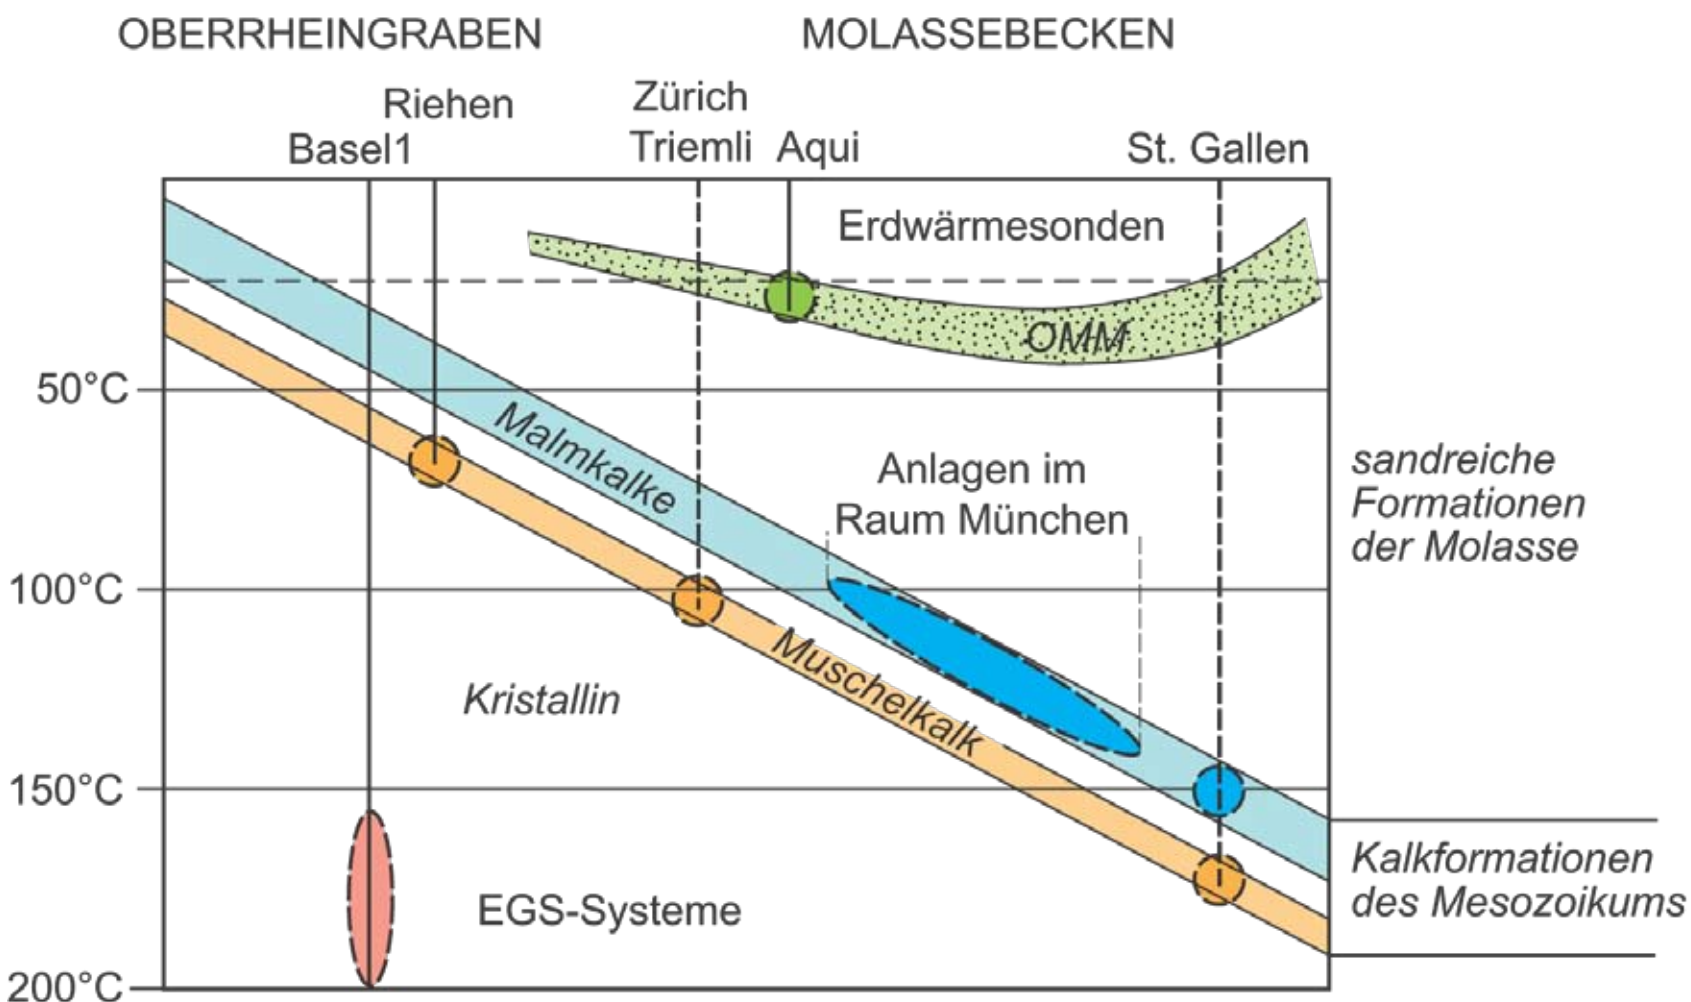 OBERRHEINGRABEN MOLASSEBECKEN
Riehen
Basel1
Zürich
Triemli
Aqui
St. Gallen
Erdwärmesonden
OMM
50°C
Malmkalke
Anlagen im
Raum München
sandreiche
Formationen
der Molasse
100°C
Muschelkalk
Kristallin
150°C
Kalkformationen
des Mesozoikums
EGS-Systeme
200°C